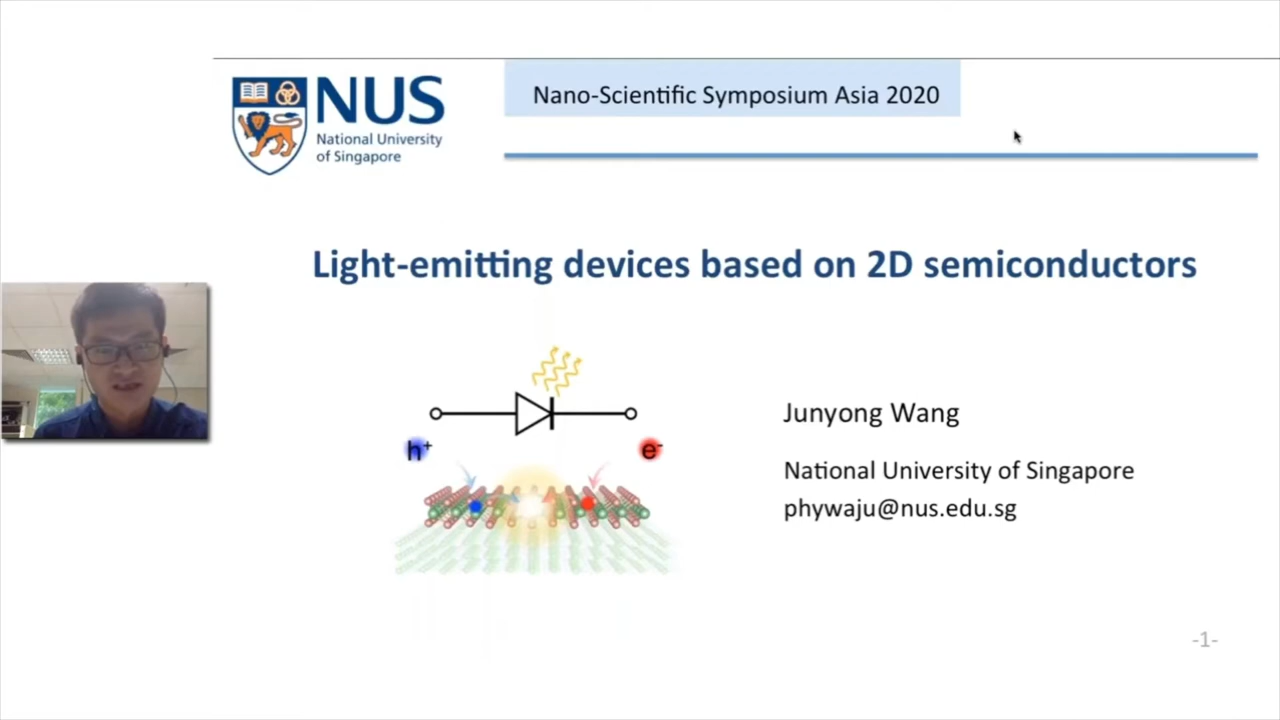 NUS
National University
of Singapore
Nano-Scientific Symposium Asia 2020
Light-emitting devices based on 2D semiconductors
h+
e-
Junyong Wang
National University of Singapore
phywaju@nus.edu.sg
-1-